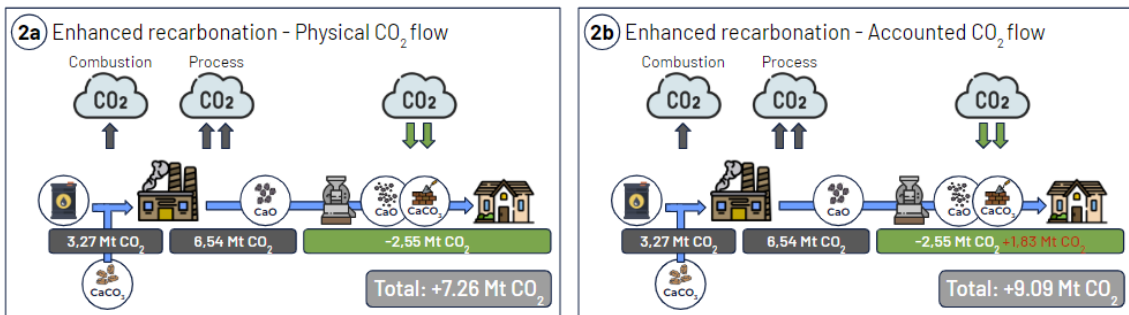 2a Enhanced recarbonation - Physical CO₂ flow
Combustion Process
CO₂ CO₂ CO₂
CaO CaO CaCO₃
3,27 Mt CO₂ 6,54 Mt CO₂ -2,55 Mt CO₂
CaCO₃
Total: +7.26 Mt CO₂
2b Enhanced recarbonation - Accounted CO₂ flow
Combustion Process
CO₂ CO₂ CO₂
CaO CaO CaCO₃
3,27 Mt CO₂ 6,54 Mt CO₂ -2,55 Mt CO₂ +1,83 Mt CO₂
CaCO₃
Total: +9.09 Mt CO₂